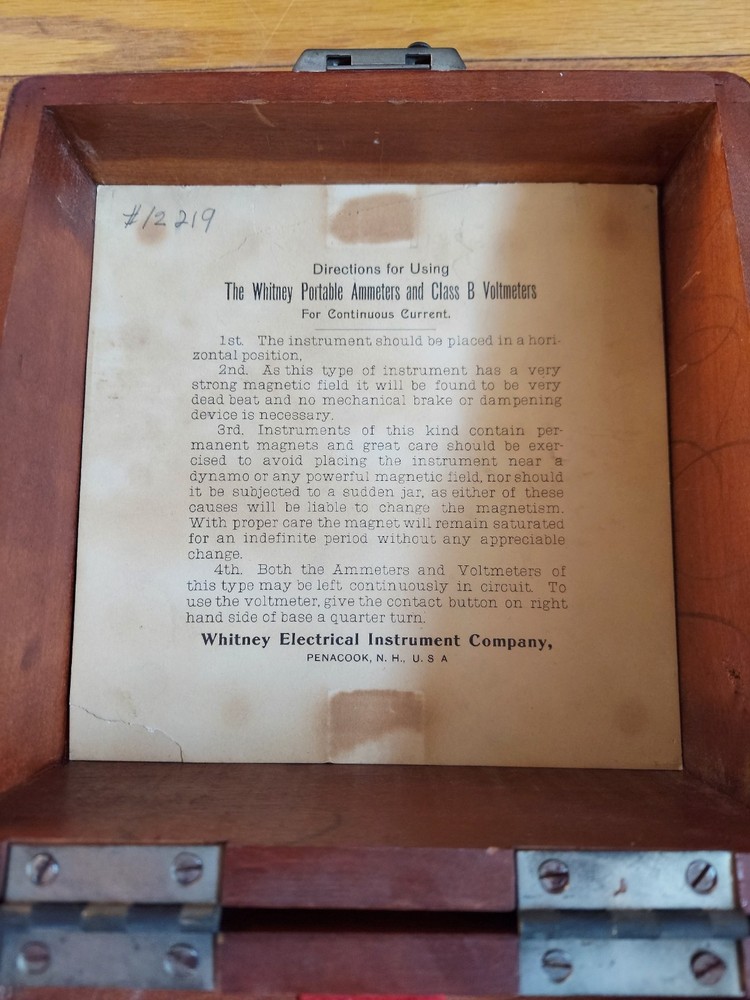 #12219
Directions for Using
The Whitney Portable Ammeters and Class B Voltmeters
For Continuous Current.
1st. The instrument should be placed in a hori-
zontal position,
2nd. As this type of instrument has a very
strong magnetic field it will be found to be very
dead beat and no mechanical brake or dampening
device is necessary.
3rd. Instruments of this kind contain per-
manent magnets and great care should be exer-
cised to avoid placing the instrument near a
dynamo or any powerful magnetic field, nor should
it be subjected to a sudden jar, as either of these
causes will be liable to change the magnetism.
With proper care the magnet will remain saturated
for an indefinite period without any appreciable
change.
4th. Both the Ammeters and Voltmeters of
this type may be left continuously in circuit. To
use the voltmeter, give the contact button on right
hand side of base a quarter turn.
Whitney Electrical Instrument Company,
PENACOOK, N. H., U. S A